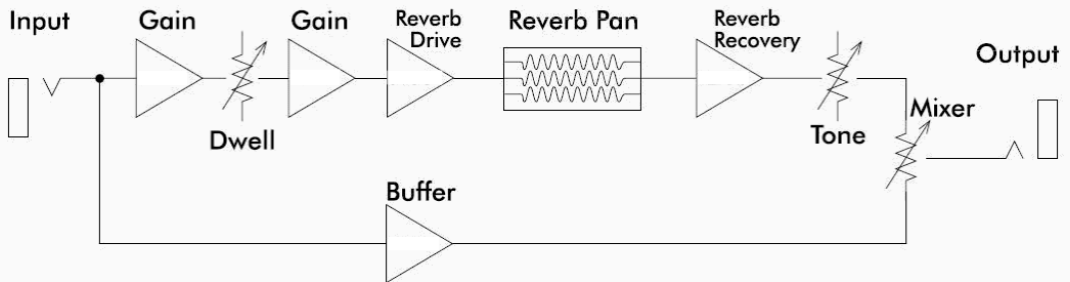 Input
Gain
Gain
Reverb
Drive
Reverb Pan
Reverb
Recovery
Output
Dwell
Tone
Mixer
Buffer